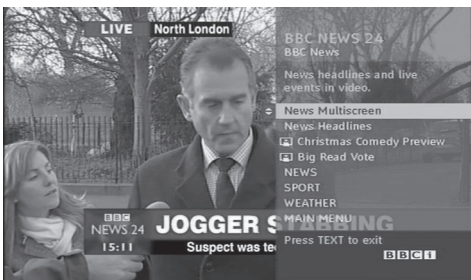 LIVE North London
BBC NEWS 24
BBC News
News headlines and live
events in video.
News Multiscreen
News Headlines
Christmas Comedy Preview
Big Read Vote
NEWS
SPORT
WEATHER
MAIN MENU
Press TEXT to exit
BBCi
BBC
NEWS 24
15:11
JOGGER STABBING
Suspect was